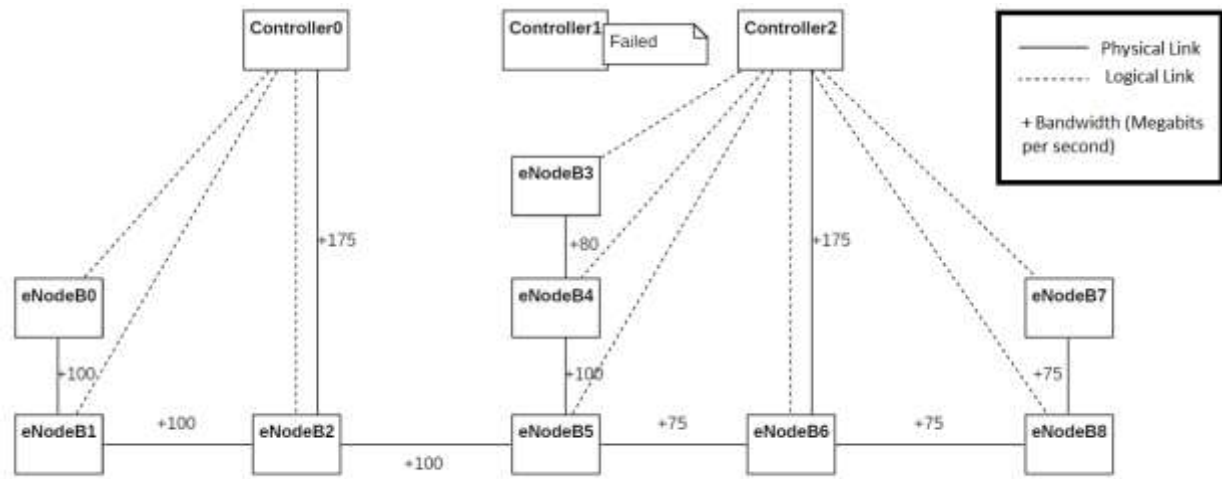 Controller0
Controller1
Failed
Controller2
Physical Link
Logical Link
+ Bandwidth (Megabits
per second)
eNodeB3
+175
+80
+175
eNodeB0
eNodeB4
eNodeB7
+100
+100
+75
eNodeB1
+100
eNodeB2
+100
eNodeB5
+75
eNodeB6
+75
eNodeB8